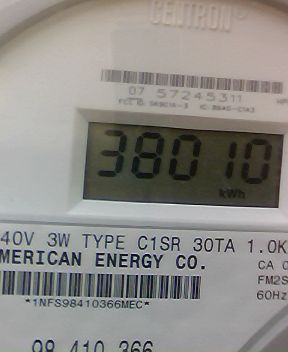 CENTRON
07 57245311
38010
kWh
40V 3W TYPE C1SR 30TA 1.0K
MERICAN ENERGY CO.
CA 0
FM2S
60Hz
*1NFS98410366MEC*
98 410 366